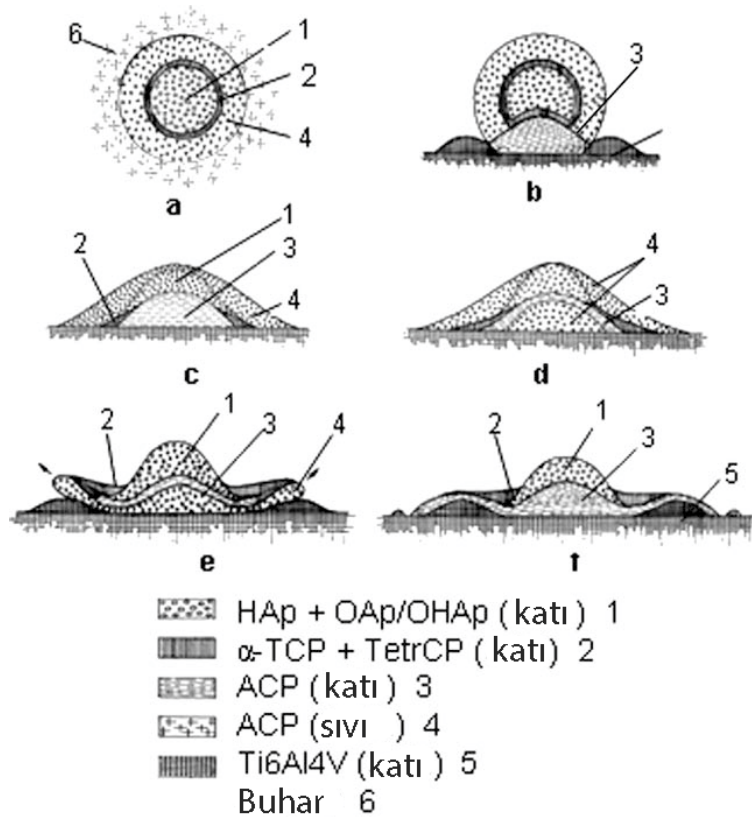 6 1
2
4
a
3
b
2 1
3
4
c
4
3
d
2 1 3 4
e
1
2 3
5
f
HAp + OAp/OHAp (katı) 1
α-TCP + TetrCP (katı) 2
ACP (katı) 3
ACP (sıvı ) 4
Ti6Al4V (katı) 5
Buhar 6